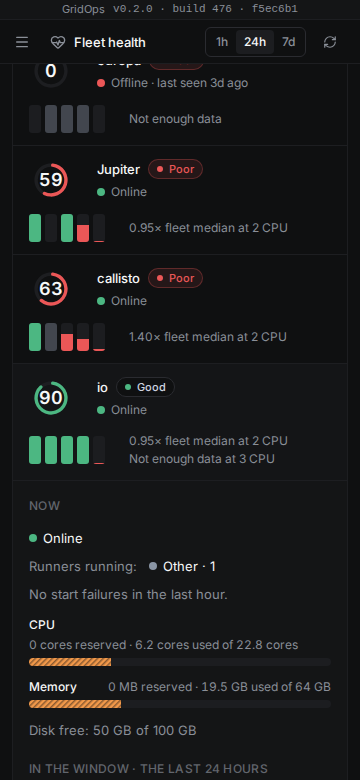 GridOps v0.2.0 · build 476 · f5ec6b1
Fleet health
1h 24h 7d
0
Offline · last seen 3d ago
Not enough data
59
Jupiter Poor
Online
0.95× fleet median at 2 CPU
63
callisto Poor
Online
1.40× fleet median at 2 CPU
90
io Good
Online
0.95× fleet median at 2 CPU
Not enough data at 3 CPU
NOW
Online
Runners running: Other · 1
No start failures in the last hour.
CPU
0 cores reserved · 6.2 cores used of 22.8 cores
Memory 0 MB reserved · 19.5 GB used of 64 GB
Disk free: 50 GB of 100 GB
IN THE WINDOW · THE LAST 24 HOURS